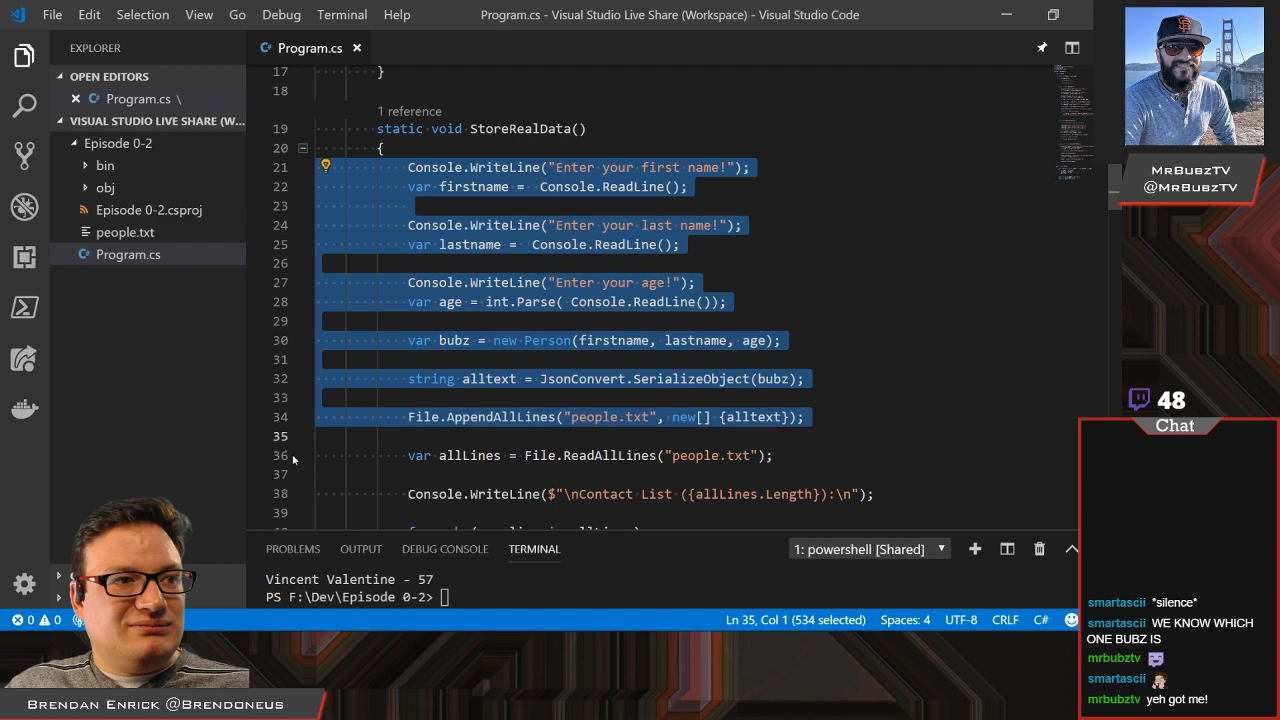 File Edit Selection View Go Debug Terminal Help
Program.cs - Visual Studio Live Share (Workspace) - Visual Studio Code
EXPLORER
OPEN EDITORS
Program.cs \
VISUAL STUDIO LIVE SHARE (W...
Episode 0-2
bin
obj
Episode 0-2.csproj
people.txt
Program.cs
Program.cs
17 }
18
1 reference
19 static void StoreRealData()
20 {
21 Console.WriteLine("Enter your first name!");
22 var firstname =  Console.ReadLine();
23
24 Console.WriteLine("Enter your last name!");
25 var lastname =  Console.ReadLine();
26
27 Console.WriteLine("Enter your age!");
28 var age = int.Parse( Console.ReadLine());
29
30 var bubz = new Person(firstname, lastname, age);
31
32 string alltext = JsonConvert.SerializeObject(bubz);
33
34 File.AppendAllLines("people.txt", new[] {alltext});
35
36 var allLines = File.ReadAllLines("people.txt");
37
38 Console.WriteLine($"\nContact List ({allLines.Length}):\n");
39
PROBLEMS OUTPUT DEBUG CONSOLE TERMINAL
1: powershell [Shared]
Vincent Valentine - 57
PS F:\Dev\Episode 0-2>
0 0
Ln 35, Col 1 (534 selected) Spaces: 4 UTF-8 CRLF C#
MrBubzTV
@MrBubzTV
48
Chat
smartascii *silence*
smartascii WE KNOW WHICH
ONE BUBZ IS
mrbubztv
smartascii
mrbubztv yeh got me!
Brendan Enrick @Brendoneus